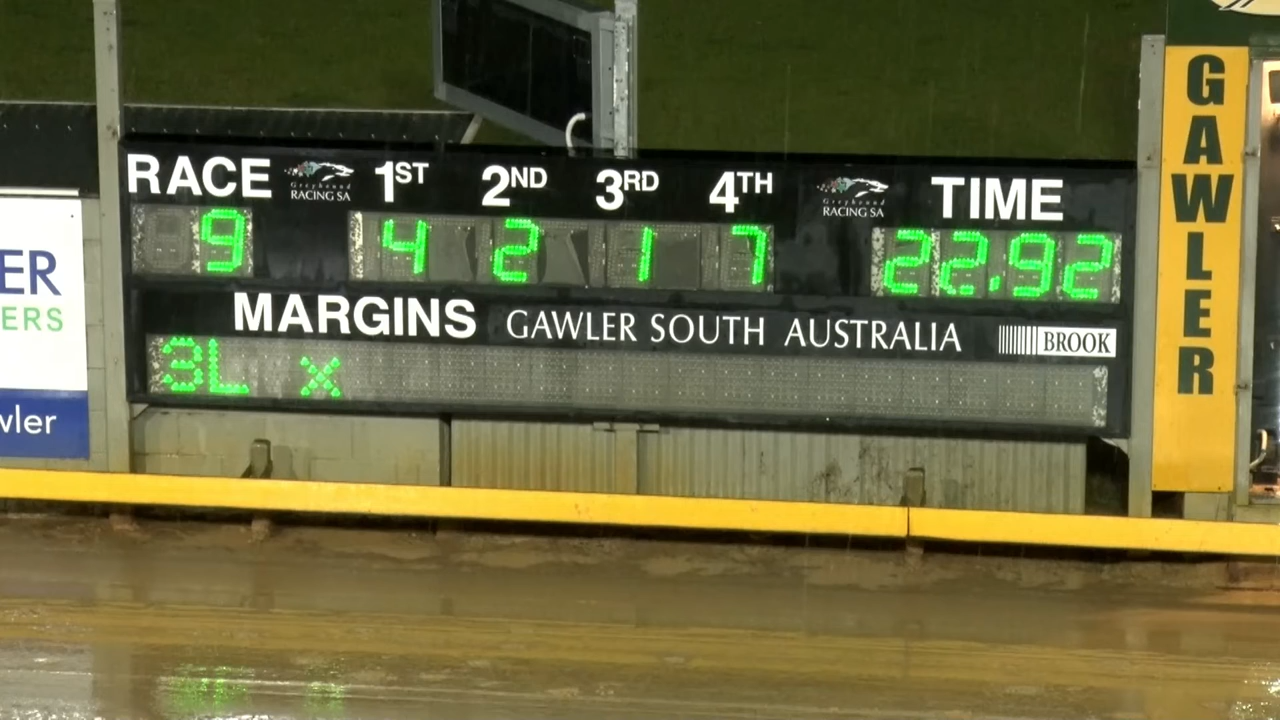 RACE
Greyhound
RACING SA
1ST
2ND
3RD
4TH
Greyhound
RACING SA
TIME
9
4
2
1
7
22.92
MARGINS
GAWLER SOUTH AUSTRALIA
BROOK
3L X
ER
ERS
wler
GAWLER